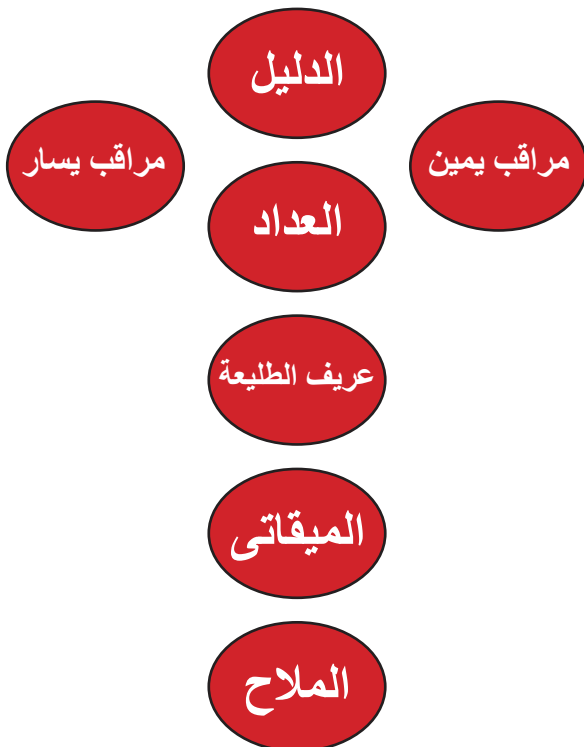 الدليل
مراقب يمين
مراقب يسار
العداد
عريف الطليعة
الميقاتى
الملاح